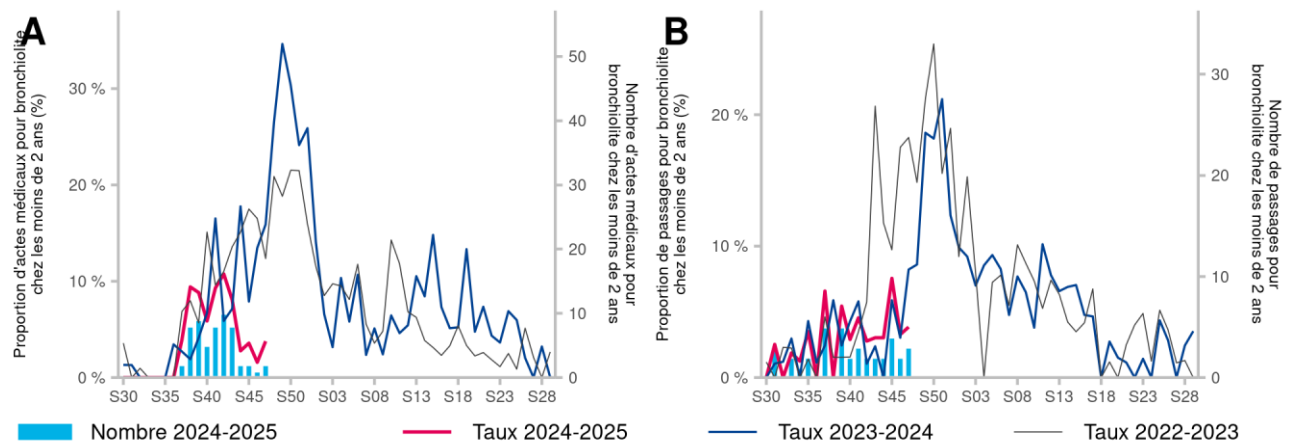 A
Proportion d'actes médicaux pour bronchiolite
chez les moins de 2 ans (%)
30 %
20 %
10 %
0 %
50
40
30
20
10
0
Nombre d'actes médicaux pour
bronchiolite chez les moins de 2 ans
S30 S35 S40 S45 S50 S03 S08 S13 S18 S23 S28
B
Proportion de passages pour bronchiolite
chez les moins de 2 ans (%)
20 %
10 %
0 %
30
20
10
0
Nombre de passages pour
bronchiolite chez les moins de 2 ans
S30 S35 S40 S45 S50 S03 S08 S13 S18 S23 S28
Nombre 2024-2025 Taux 2024-2025 Taux 2023-2024 Taux 2022-2023